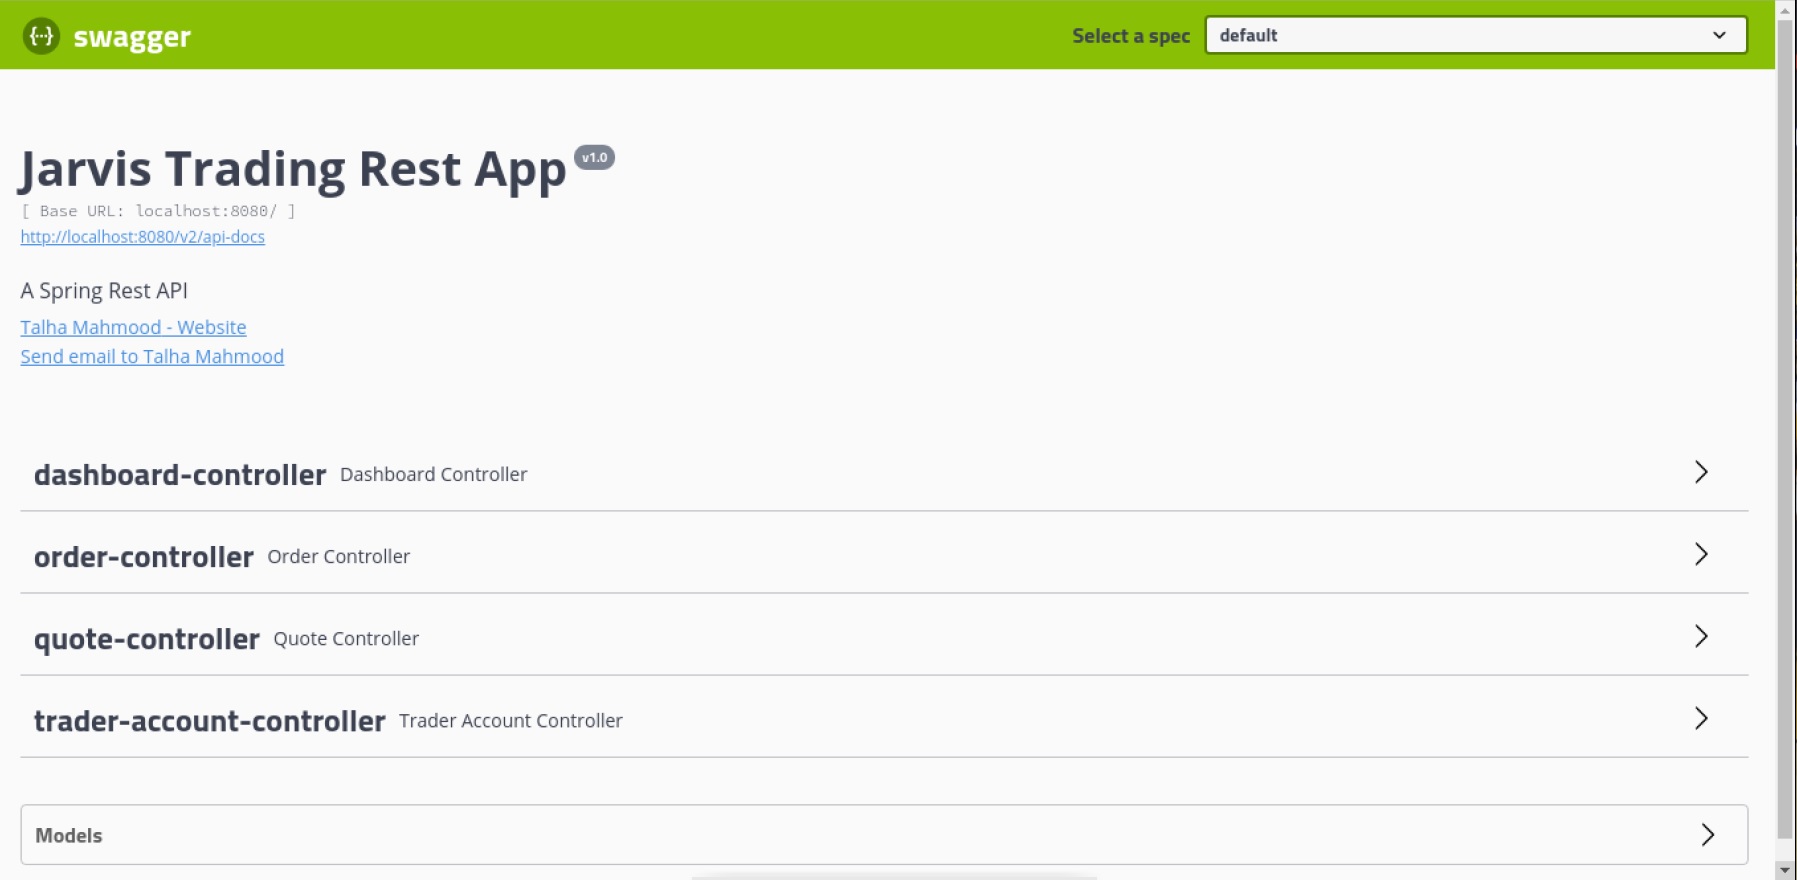 {···} swagger
Select a spec default
Jarvis Trading Rest App v1.0
[ Base URL: localhost:8080/ ]
http://localhost:8080/v2/api-docs
A Spring Rest API
Talha Mahmood - Website
Send email to Talha Mahmood
dashboard-controller Dashboard Controller
order-controller Order Controller
quote-controller Quote Controller
trader-account-controller Trader Account Controller
Models